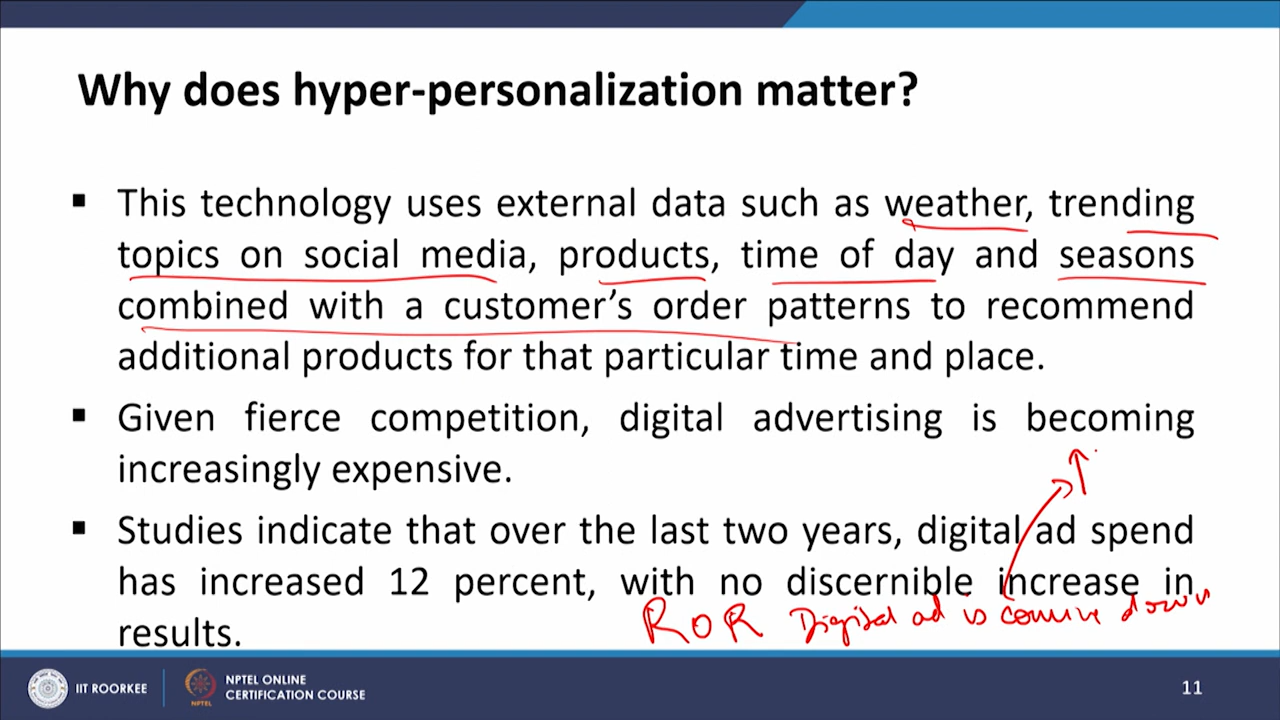 Why does hyper-personalization matter?
▪ This technology uses external data such as weather, trending
topics on social media, products, time of day and seasons
combined with a customer's order patterns to recommend
additional products for that particular time and place.
▪ Given fierce competition, digital advertising is becoming
increasingly expensive.
▪ Studies indicate that over the last two years, digital ad spend
has increased 12 percent, with no discernible increase in
results.
ROR Digital ad is coming down
IIT ROORKEE
NPTEL
NPTEL ONLINE
CERTIFICATION COURSE
11